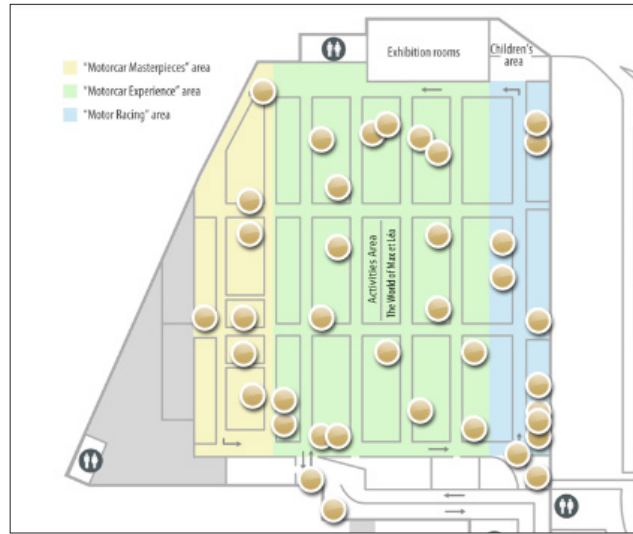 Exhibition rooms
Children's
area
"Motorcar Masterpieces" area
"Motorcar Experience" area
"Motor Racing" area
Activities Area
The World of Max et Léa